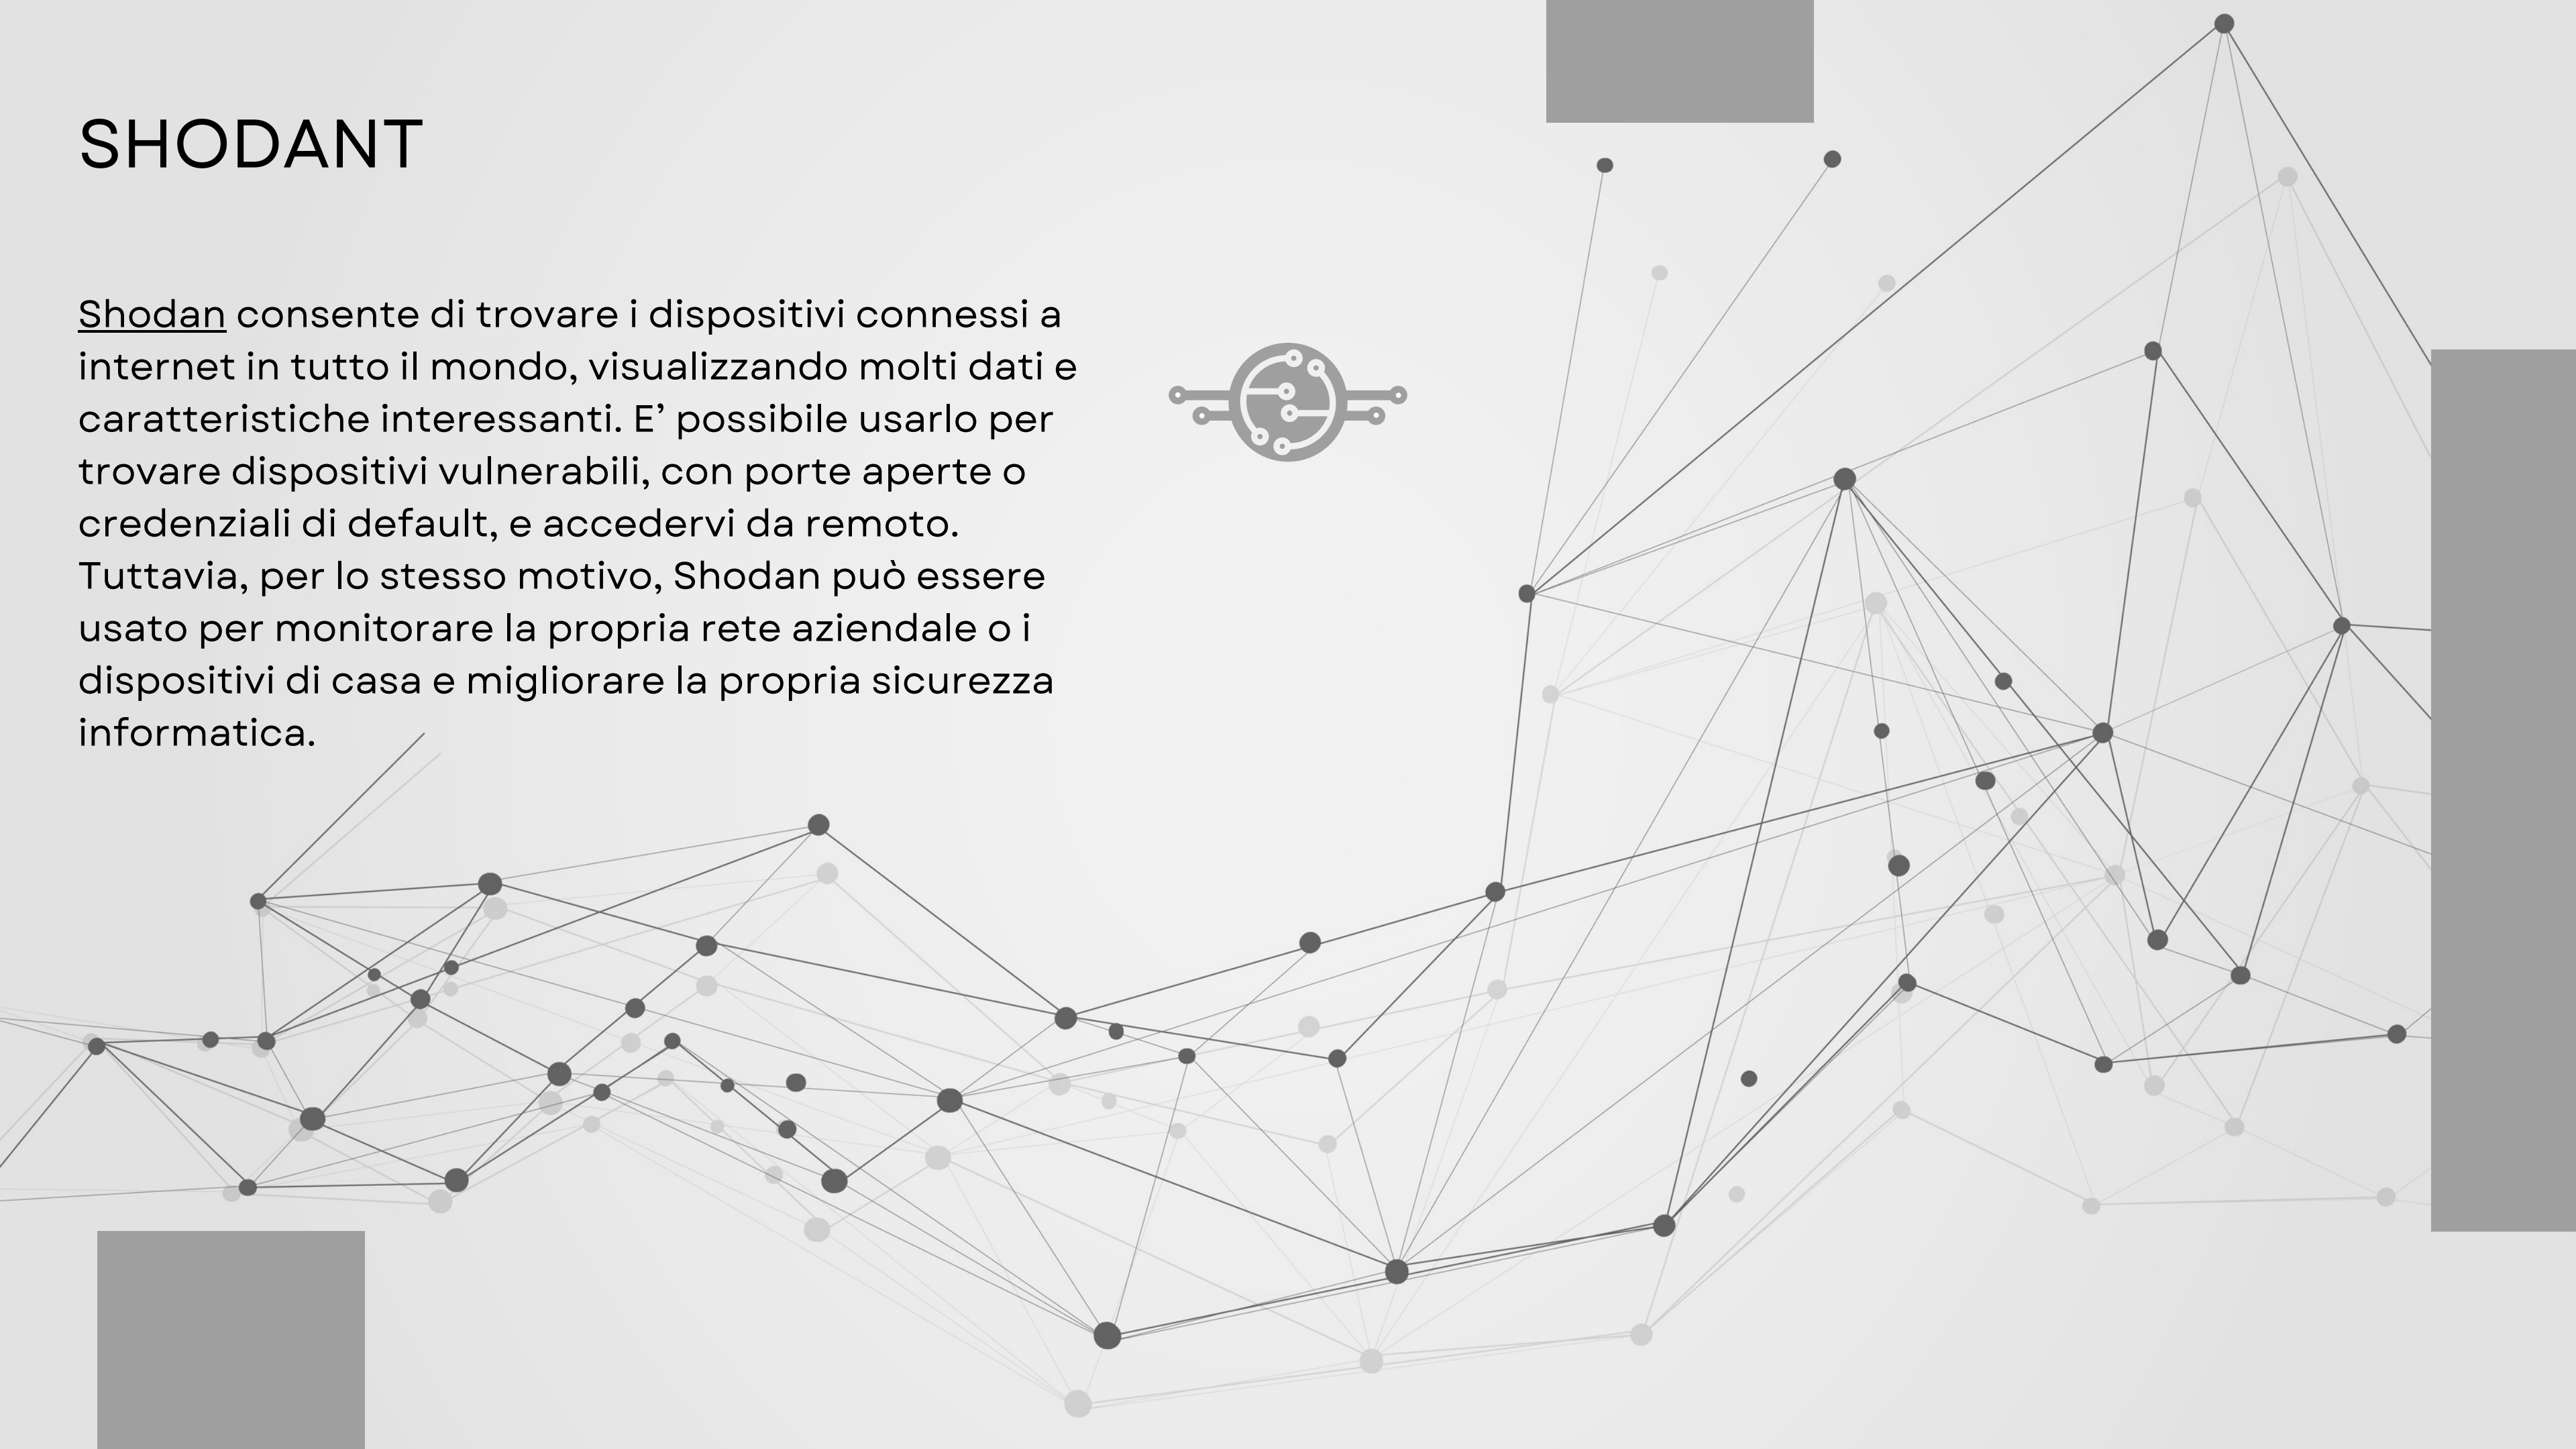 SHODANT
Shodan consente di trovare i dispositivi connessi a
internet in tutto il mondo, visualizzando molti dati e
caratteristiche interessanti. E’ possibile usarlo per
trovare dispositivi vulnerabili, con porte aperte o
credenziali di default, e accedervi da remoto.
Tuttavia, per lo stesso motivo, Shodan può essere
usato per monitorare la propria rete aziendale o i
dispositivi di casa e migliorare la propria sicurezza
informatica.